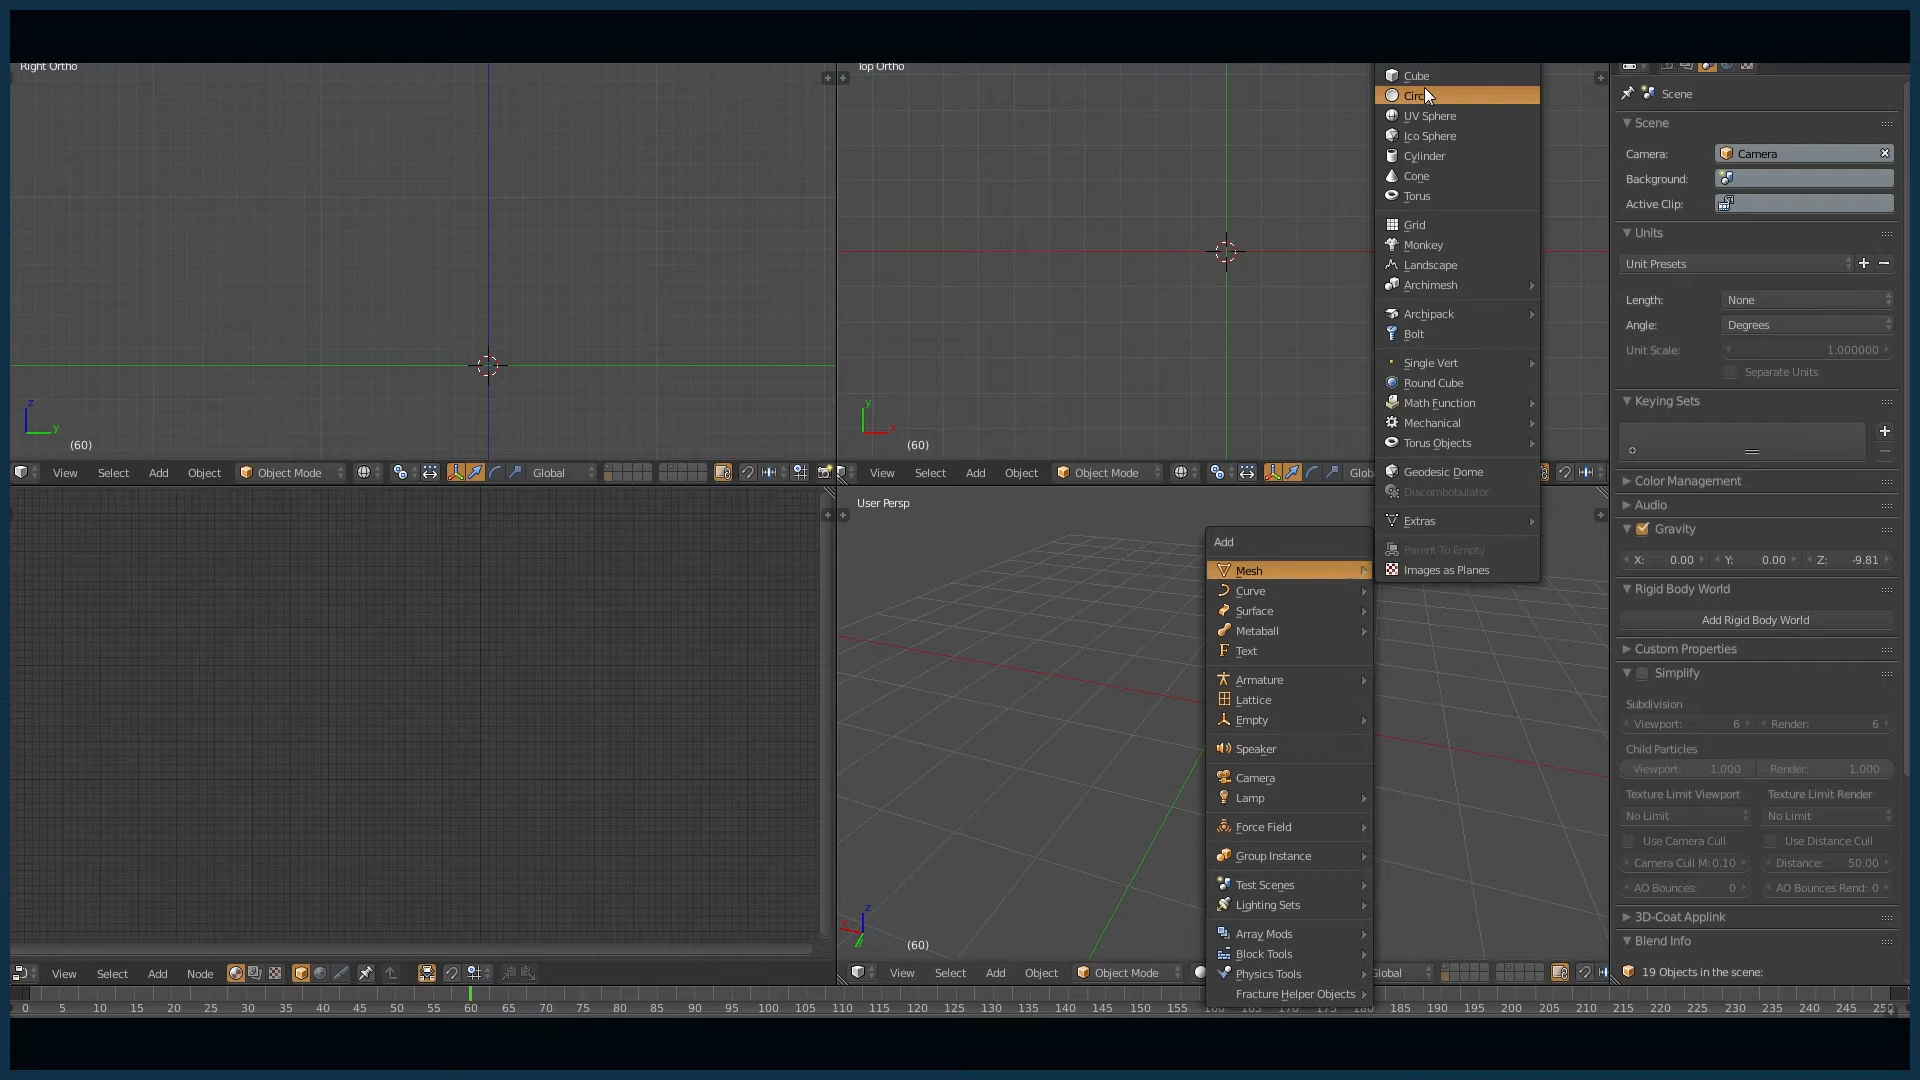 Right Ortho
Top Ortho
z
y
(60)
View Select Add Object Object Mode Global
y
x
(60)
View Select Add Object Object Mode Glob
Cube
Circ
UV Sphere
Ico Sphere
Cylinder
Cone
Torus
Grid
Monkey
Landscape
Archimesh
Archipack
Bolt
Single Vert
Round Cube
Math Function
Mechanical
Torus Objects
Geodesic Dome
Discombobulator
Extras
Parent To Empty
Images as Planes
User Persp
Add
Mesh
Curve
Surface
Metaball
Text
Armature
Lattice
Empty
Speaker
Camera
Lamp
Force Field
Group Instance
Test Scenes
Lighting Sets
Array Mods
Block Tools
Physics Tools
Fracture Helper Objects
z
x
(60)
View Select Add Node
View Select Add Object Object Mode Global
0 5 10 15 20 25 30 35 40 45 50 55 60 65 70 75 80 85 90 95 100 105 110 115 120 125 130 135 140 145 150 155 160 165 170 175 180 185 190 195 200 205 210 215 220 225 230 235 240 245 250
Scene
Scene
Camera: Camera
Background:
Active Clip:
Units
Unit Presets
Length: None
Angle: Degrees
Unit Scale: 1.000000
Separate Units
Keying Sets
Color Management
Audio
Gravity
X: 0.00 Y: 0.00 Z: -9.81
Rigid Body World
Add Rigid Body World
Custom Properties
Simplify
Subdivision
Viewport: 6 Render: 6
Child Particles
Viewport: 1.000 Render: 1.000
Texture Limit Viewport Texture Limit Render
No Limit No Limit
Use Camera Cull Use Distance Cull
Camera Cull M: 0.10 Distance: 50.00
AO Bounces: 0 AO Bounces Rend: 0
3D-Coat Applink
Blend Info
19 Objects in the scene: